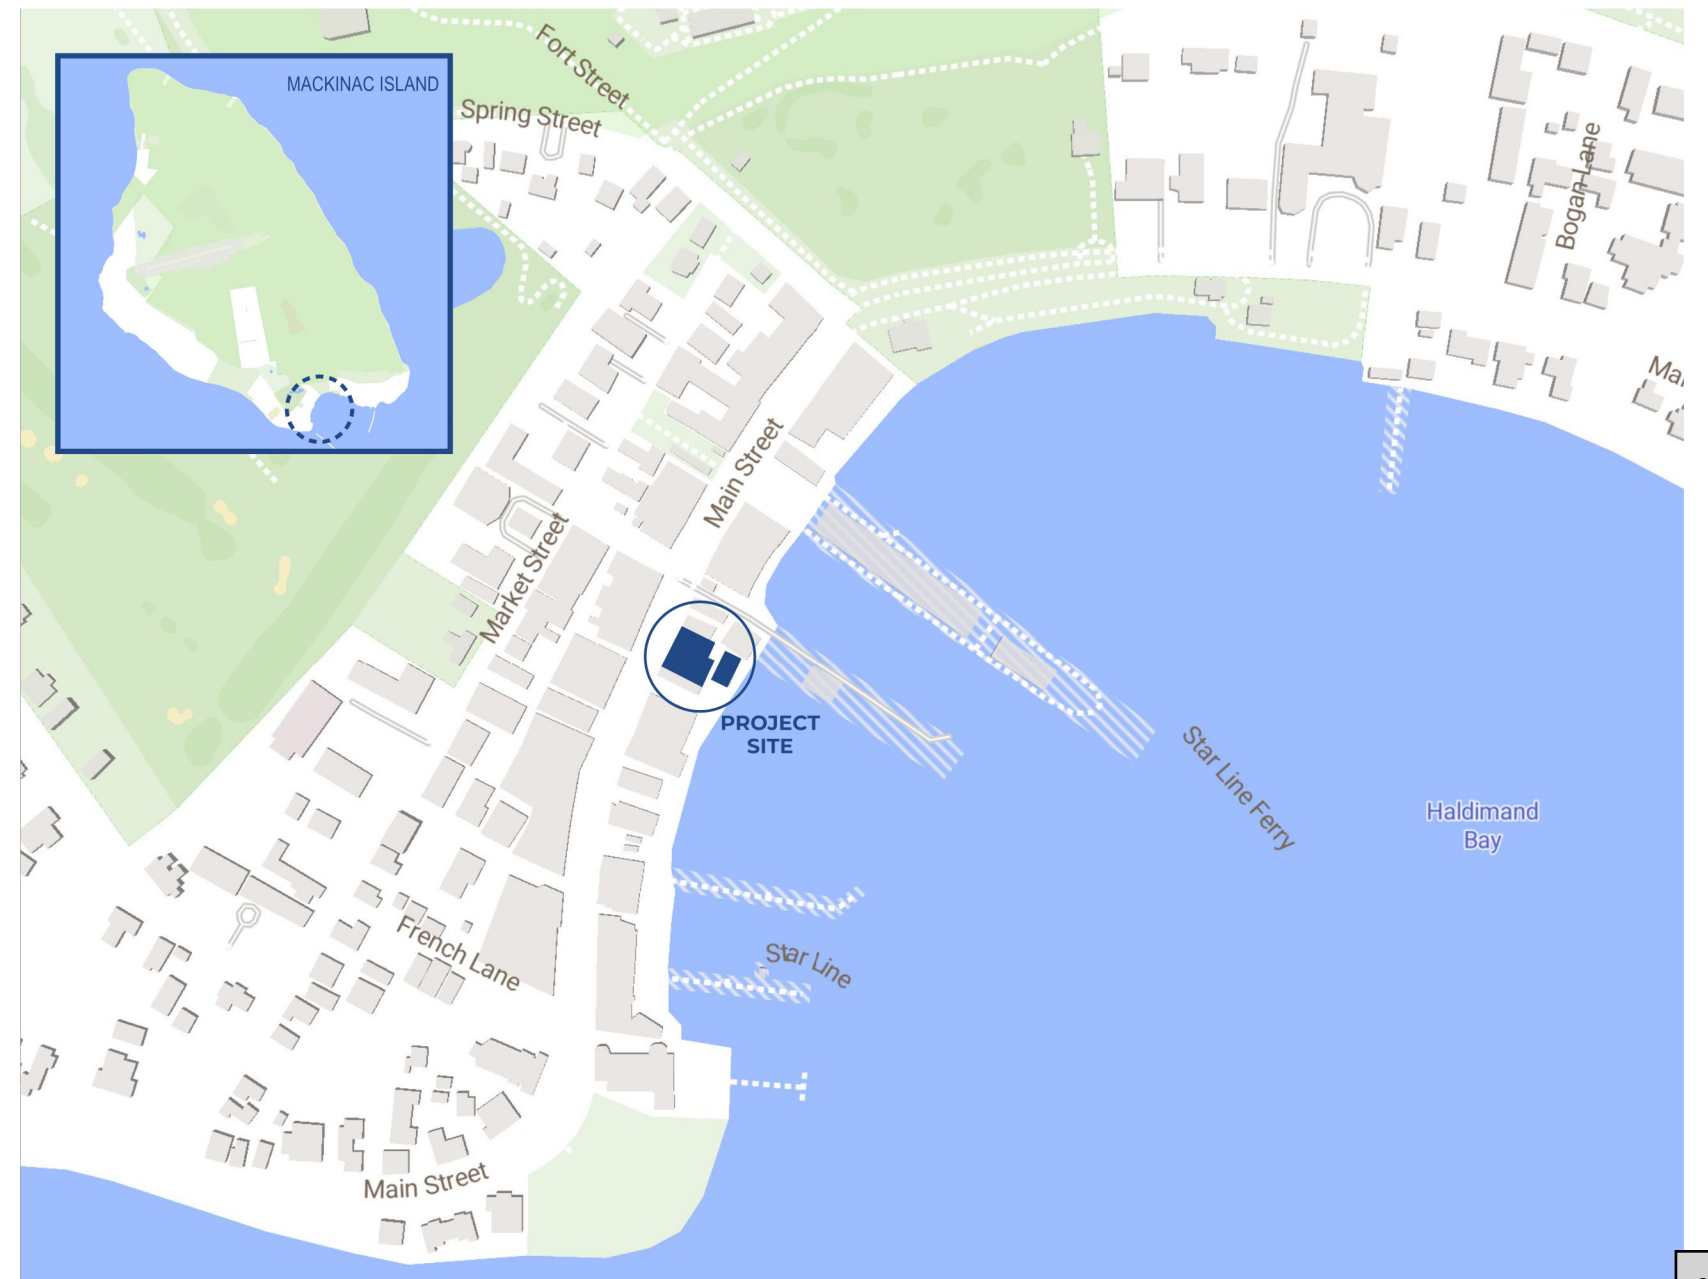 Fort Street
MACKINAC ISLAND
Spring Street
Bogan Lane
Main Street
Market Street
PROJECT
SITE
Star Line Ferry
Haldimand
Bay
French Lane
Star Line
Main Street